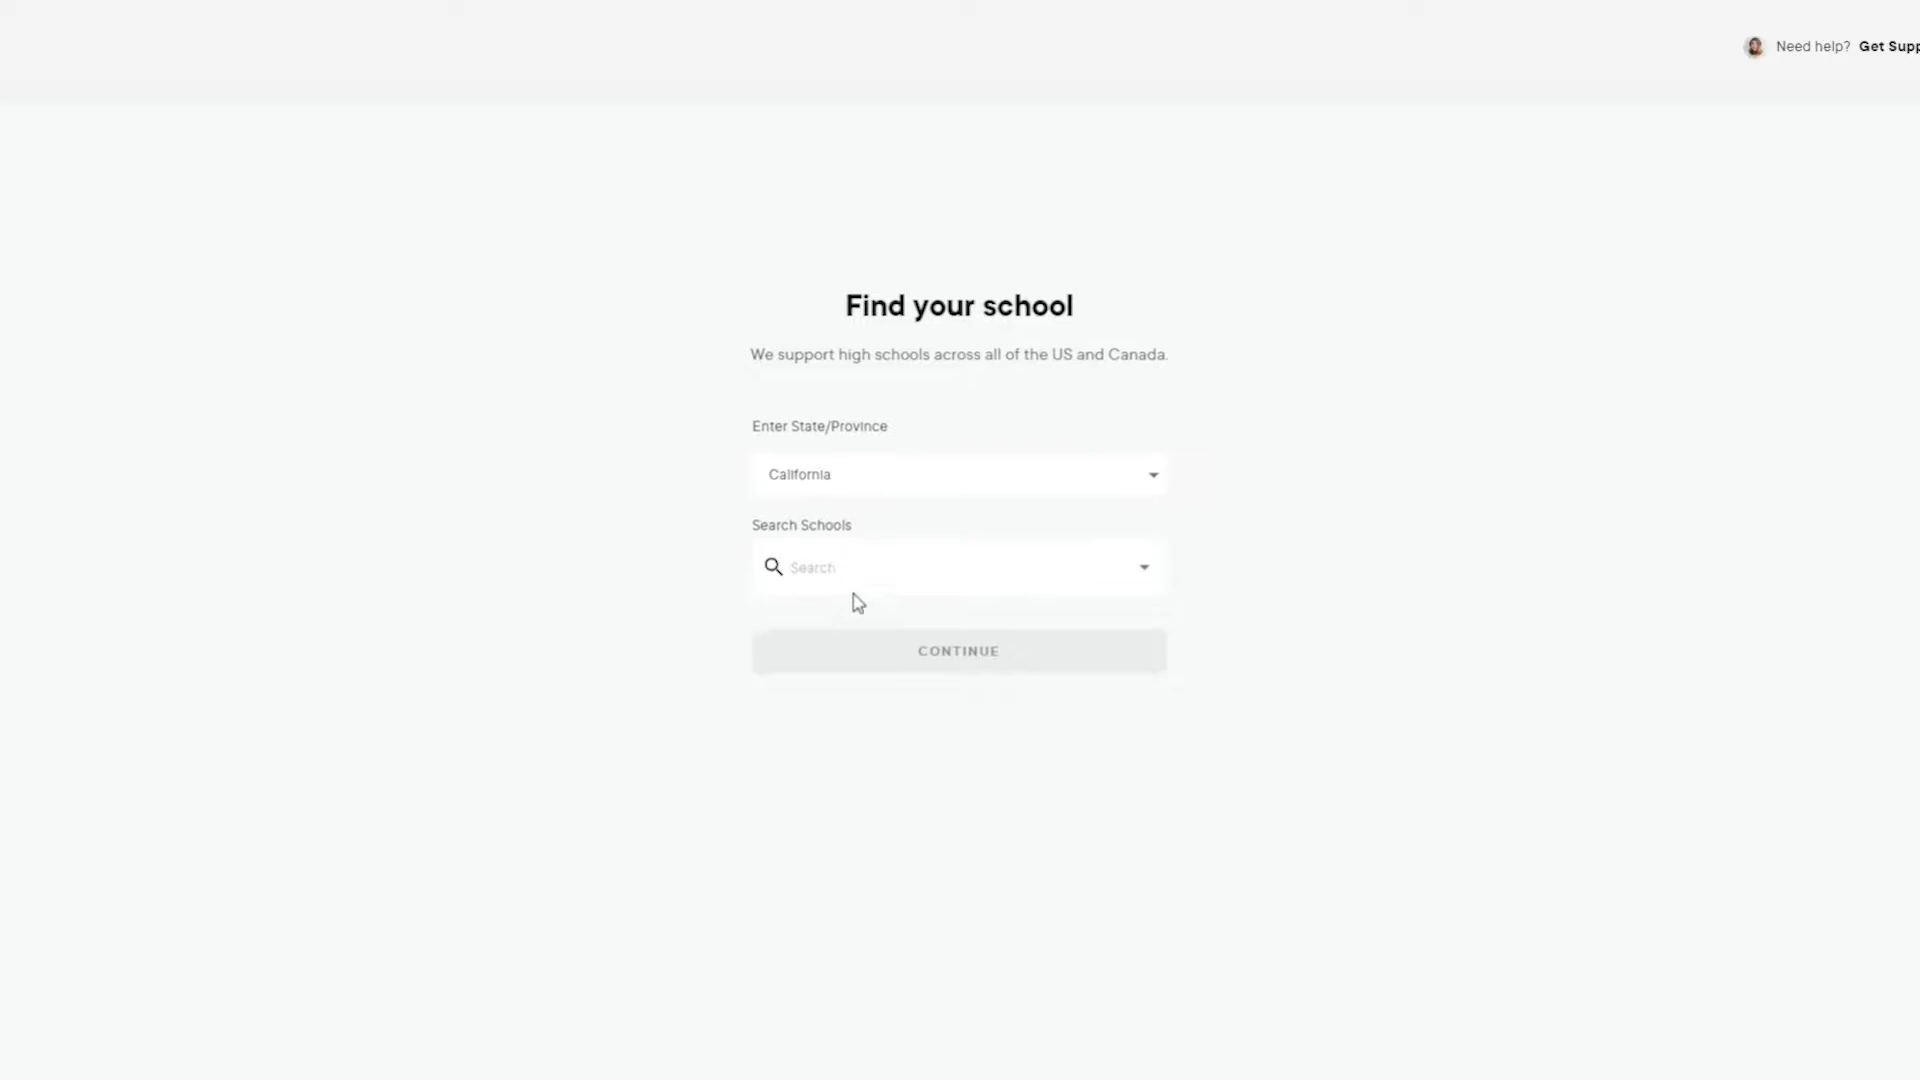 Need help? Get Supp
Find your school
We support high schools across all of the US and Canada.
Enter State/Province
California
Search Schools
Search
CONTINUE